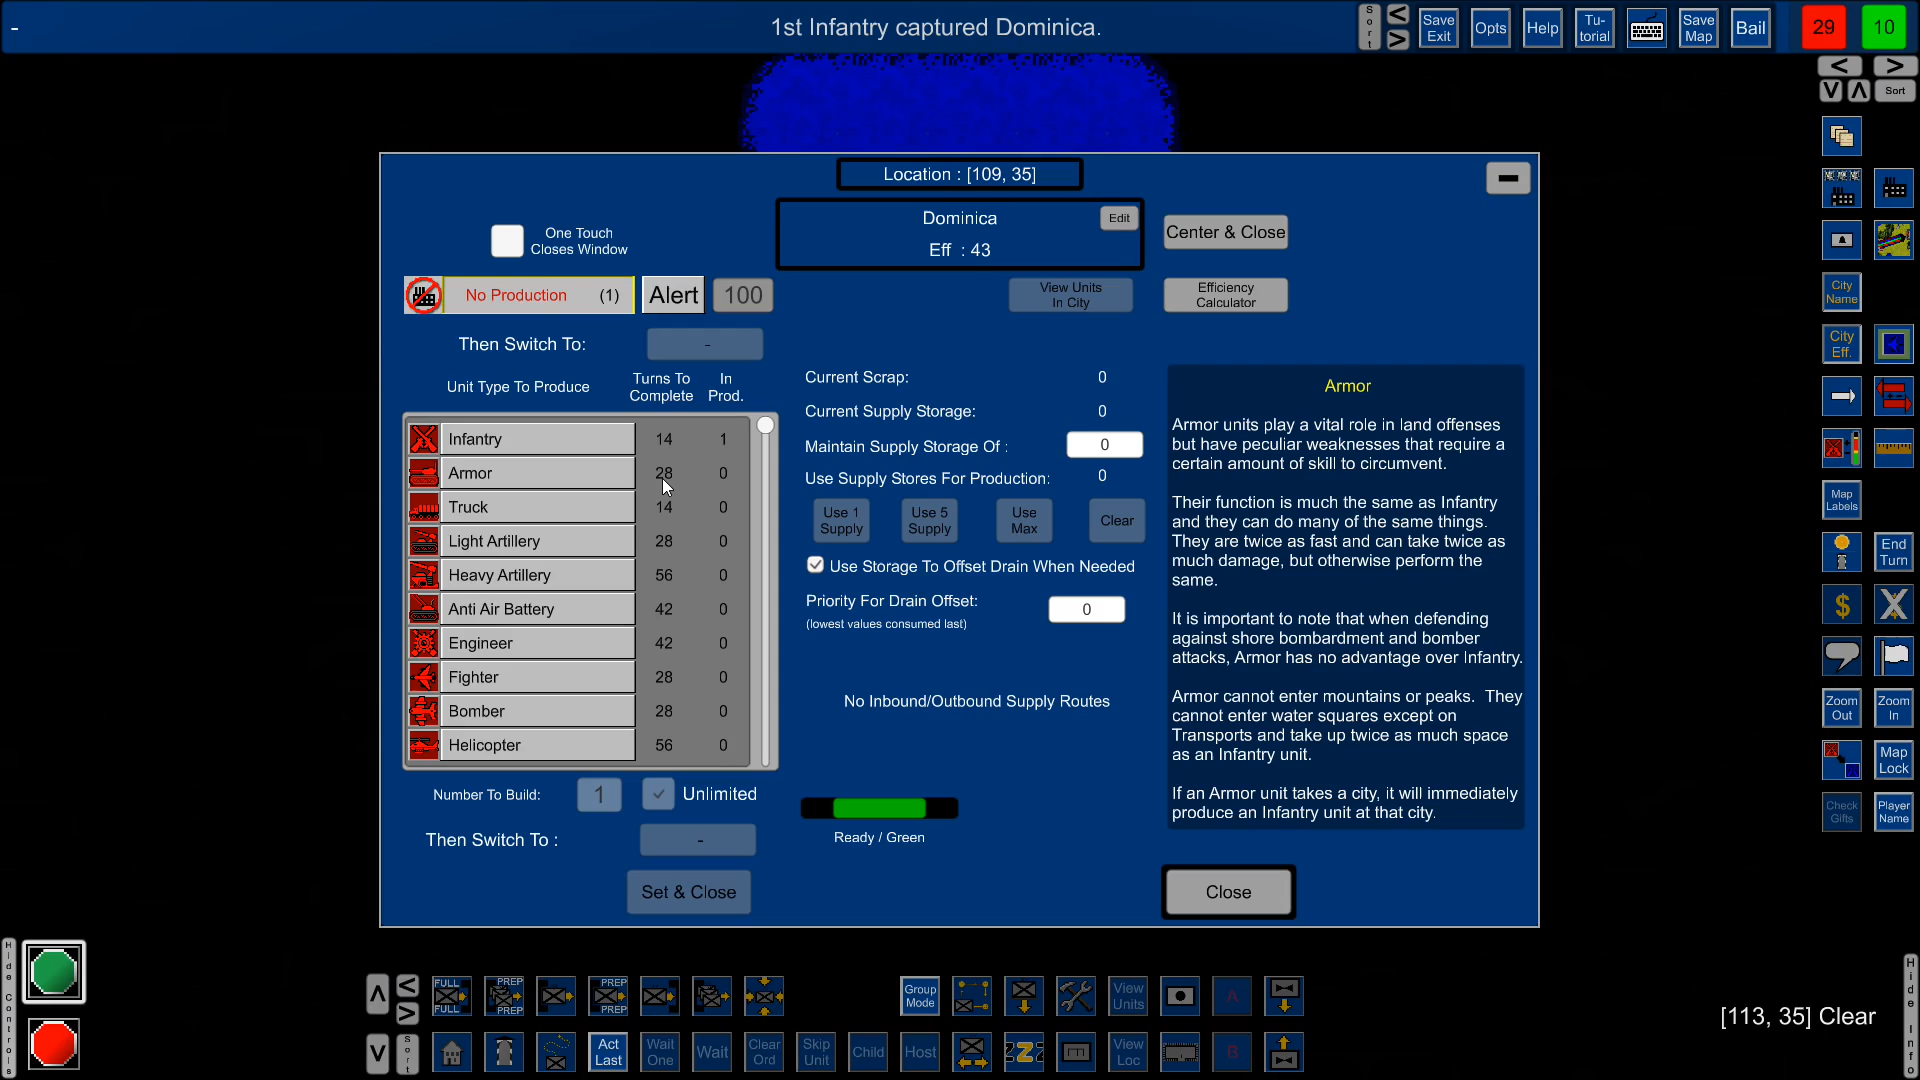 -
1st Infantry captured Dominica.
Sort
<
>
Save Exit
Opts
Help
Tu-torial
Save Map
Bail
29
10
<
>
V
Λ
Sort
Location : [109, 35]
Dominica
Edit
Eff : 43
One Touch
Closes Window
Center & Close
No Production (1)
Alert
100
View Units
In City
Efficiency
Calculator
Then Switch To:
-
Unit Type To Produce
Turns To
Complete
In
Prod.
Infantry 14 1
Armor 28 0
Truck 14 0
Light Artillery 28 0
Heavy Artillery 56 0
Anti Air Battery 42 0
Engineer 42 0
Fighter 28 0
Bomber 28 0
Helicopter 56 0
Number To Build:
1
Unlimited
Then Switch To :
-
Set & Close
Current Scrap: 0
Current Supply Storage: 0
Maintain Supply Storage Of : 0
Use Supply Stores For Production: 0
Use 1
Supply
Use 5
Supply
Use
Max
Clear
Use Storage To Offset Drain When Needed
Priority For Drain Offset: 0
(lowest values consumed last)
No Inbound/Outbound Supply Routes
Ready / Green
Armor
Armor units play a vital role in land offenses
but have peculiar weaknesses that require a
certain amount of skill to circumvent.
Their function is much the same as Infantry
and they can do many of the same things.
They are twice as fast and can take twice as
much damage, but otherwise perform the
same.
It is important to note that when defending
against shore bombardment and bomber
attacks, Armor has no advantage over Infantry.
Armor cannot enter mountains or peaks. They
cannot enter water squares except on
Transports and take up twice as much space
as an Infantry unit.
If an Armor unit takes a city, it will immediately
produce an Infantry unit at that city.
Close
City
Name
City
Eff.
Map
Labels
End
Turn
$
Zoom
Out
Zoom
In
Map
Lock
Check
Gifts
Player
Name
Hide Controls
Λ
<
>
V
Sort
FULL
PREP
PREP
PREP
Group
Mode
View
Units
A
Act
Last
Wait
One
Wait
Clear
Ord
Skip
Unit
Child
Host
ZZZ
View
Loc
B
[113, 35] Clear
Hide Info